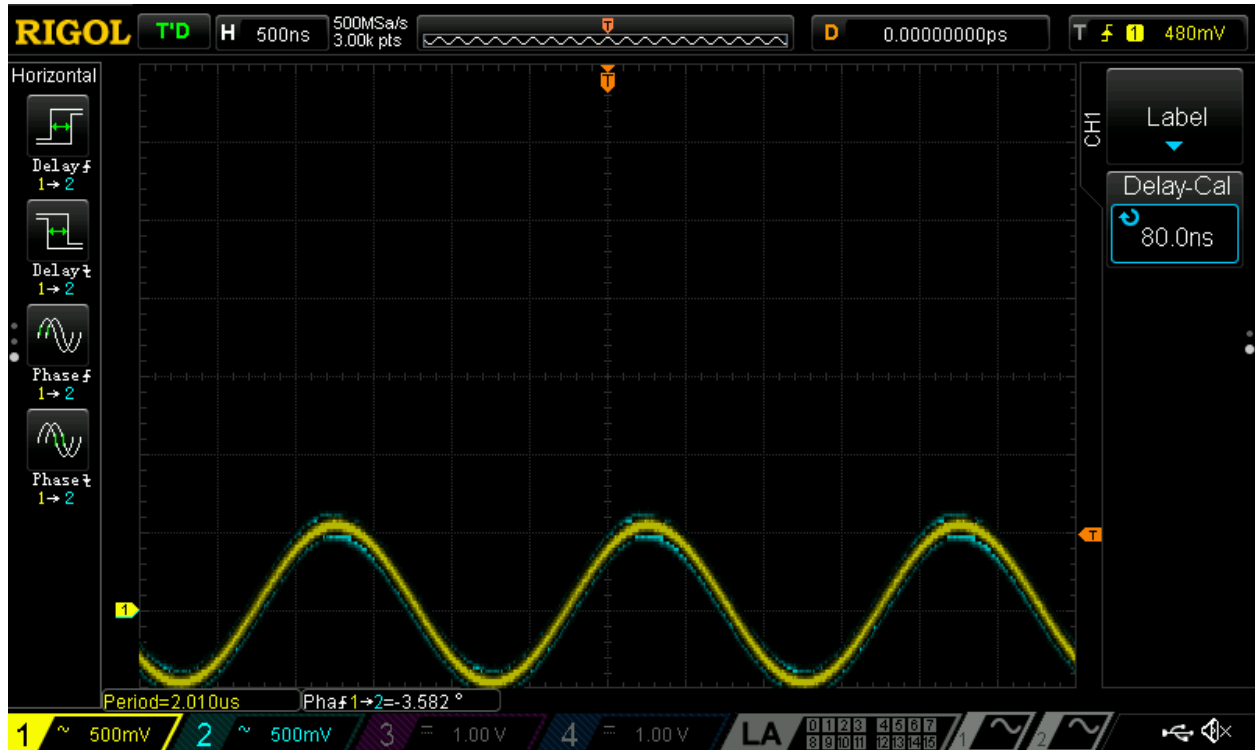 RIGOL T'D H 500ns 500MSa/s D 0.00000000ps T 1 480mV
3.00k pts
T
Horizontal
T
CH1
Label
Delay
1→2
Delay-Cal
80.0ns
Delay
1→2
Phase
1→2
Phase
1→2
T
1
Period=2.010us Pha 1→2=-3.582 °
1 ~ 500mV 2 ~ 500mV 3 = 1.00 V 4 = 1.00 V LA 0 1 2 3 4 5 6 7 1 2
8 9 10 11 12 13 14 15